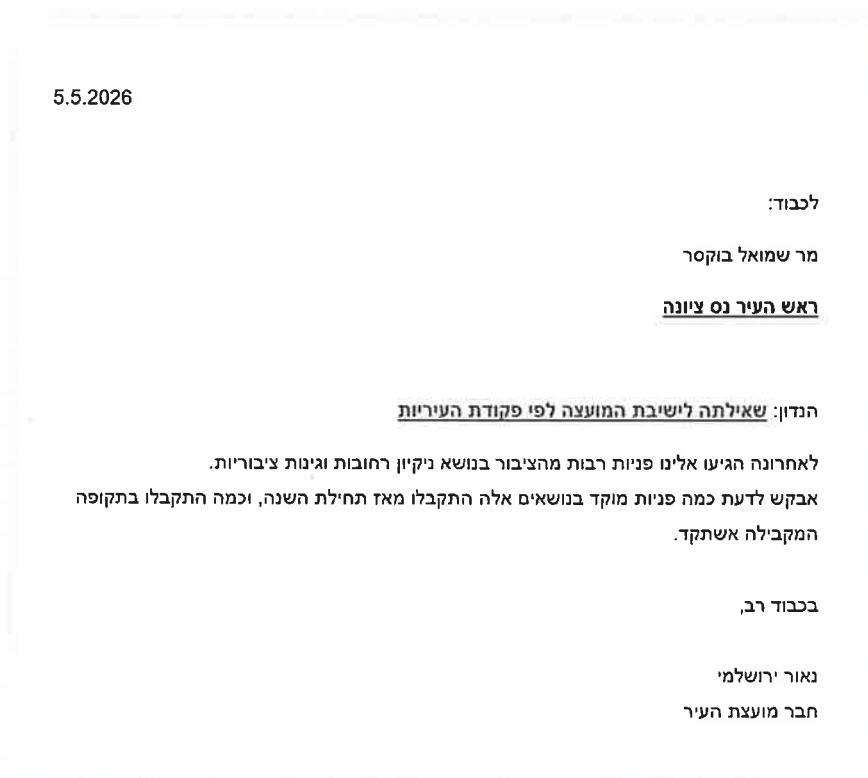 5.5.2026
לכבוד:
מר שמואל בוקסר
ראש העיר נס ציונה
הנדון: שאילתה לישיבת המועצה לפי פקודת העיריות
לאחרונה הגיעו אלינו פניות רבות מהציבור בנושא ניקיון רחובות וגינות ציבוריות.
אבקש לדעת כמה פניות מוקד בנושאים אלה התקבלו מאז תחילת השנה, וכמה התקבלו בתקופה
המקבילה אשתקד.
בכבוד רב,
נאור ירושלמי
חבר מועצת העיר